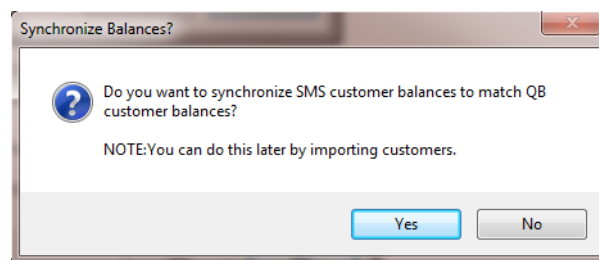 Synchronize Balances?
Do you want to synchronize SMS customer balances to match QB
customer balances?
NOTE:You can do this later by importing customers.
Yes
No